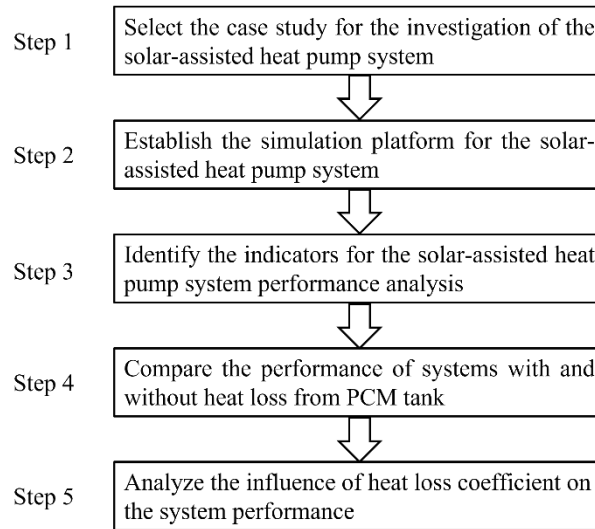 Step 1
Select the case study for the investigation of the
solar-assisted heat pump system
Step 2
Establish the simulation platform for the solar-
assisted heat pump system
Step 3
Identify the indicators for the solar-assisted heat
pump system performance analysis
Step 4
Compare the performance of systems with and
without heat loss from PCM tank
Step 5
Analyze the influence of heat loss coefficient on
the system performance